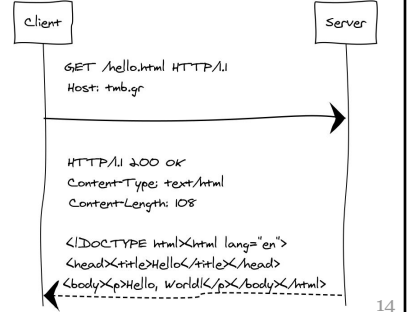 Client
Server
GET /hello.html HTTP/1.1
Host: tmb.gr
HTTP/1.1 200 OK
Content-Type: text/html
Content-Length: 108
<!DOCTYPE html><html lang="en">
<head><title>Hello</title></head>
<body><p>Hello, World!</p></body></html>
14